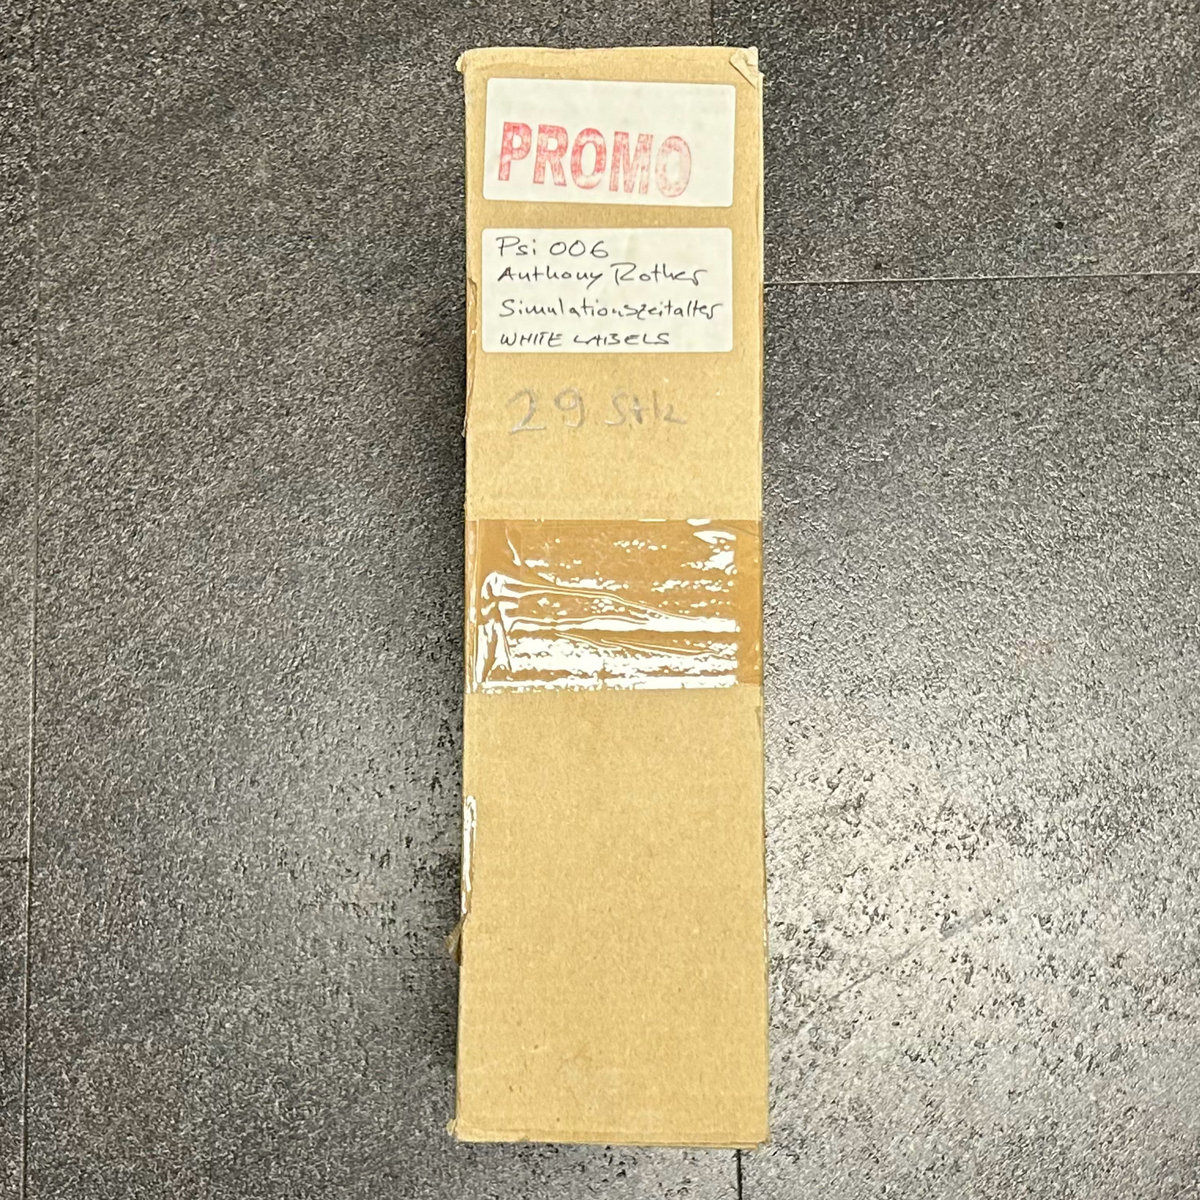 PROMO
Psi 006
Anthony Rother
Simulationszeitalter
WHITE LABELS
29 Stk